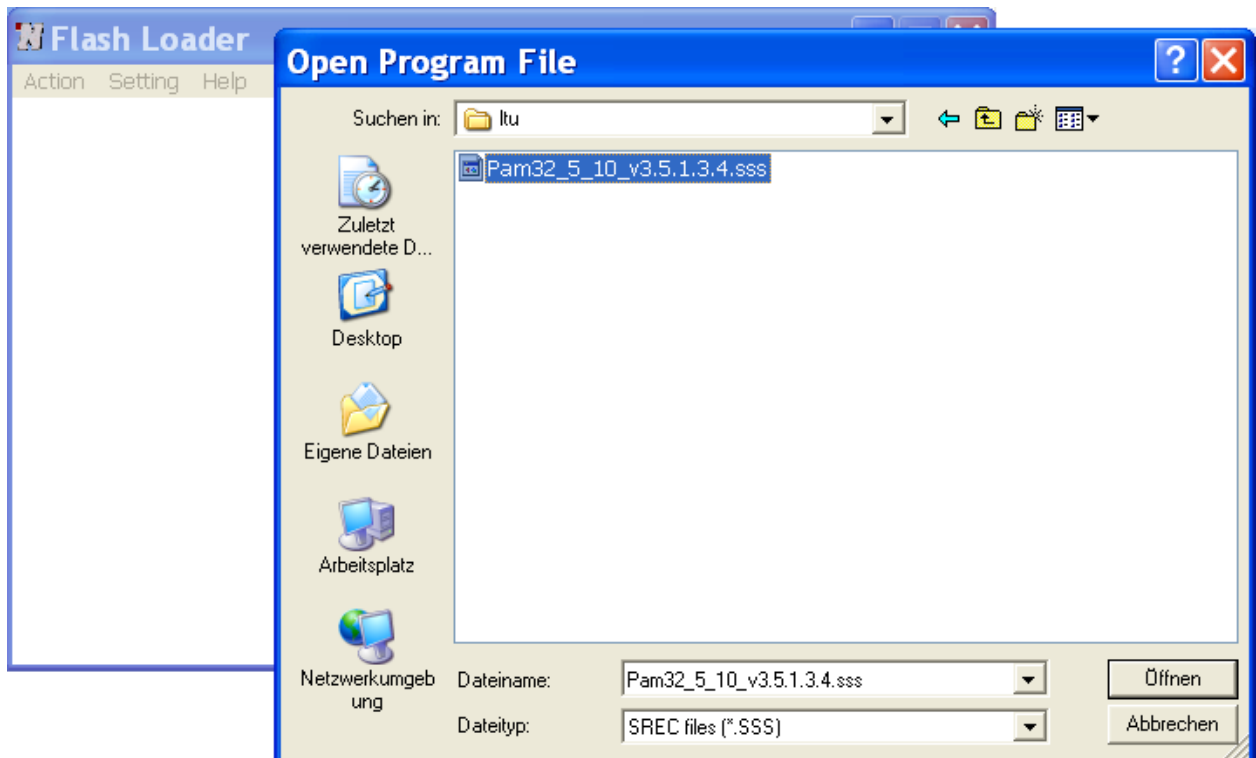 Flash Loader
Action Setting Help
Open Program File
Suchen in:
ltu
Pam32_5_10_v3.5.1.3.4.sss
Zuletzt
verwendete D...
Desktop
Eigene Dateien
Arbeitsplatz
Netzwerkumgeb
ung
Dateiname:
Pam32_5_10_v3.5.1.3.4.sss
Öffnen
Dateityp:
SREC files (*.SSS)
Abbrechen